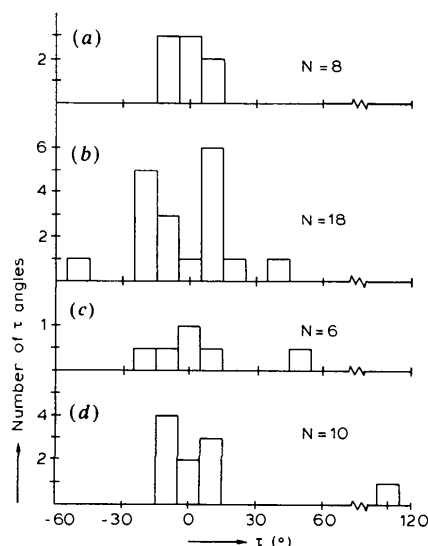 (a)
2
N = 8
(b)
6
4
2
N = 18
(c)
1
N = 6
(d)
4
2
N = 10
Number of τ angles
-60 -30 0 30 60 120
τ (°)